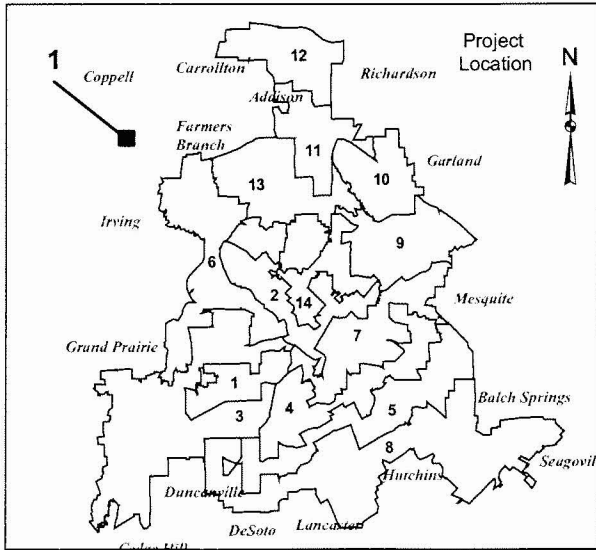 12
Project
Location
N
1
Coppell
Carrollton
Richardson
Addison
Farmers
Branch
11
10
Garland
13
Irving
9
6
2
14
Mesquite
7
Grand Prairie
1
3
4
5
Balch Springs
8
Hutchins
Seagovil
Duncanville
DeSoto
Lancaster